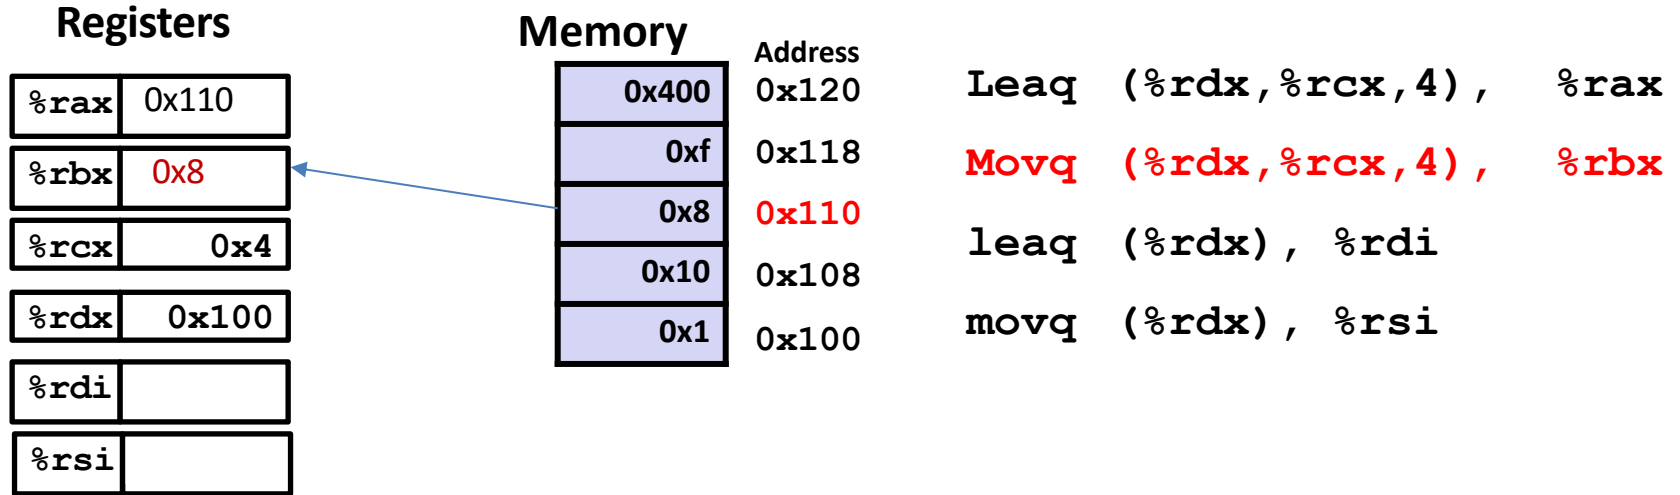 Registers
%rax 0x110
%rbx 0x8
%rcx 0x4
%rdx 0x100
%rdi
%rsi
Memory
Address
0x400 0x120
0xf 0x118
0x8 0x110
0x10 0x108
0x1 0x100
Leaq (%rdx,%rcx,4), %rax
Movq (%rdx,%rcx,4), %rbx
leaq (%rdx), %rdi
movq (%rdx), %rsi